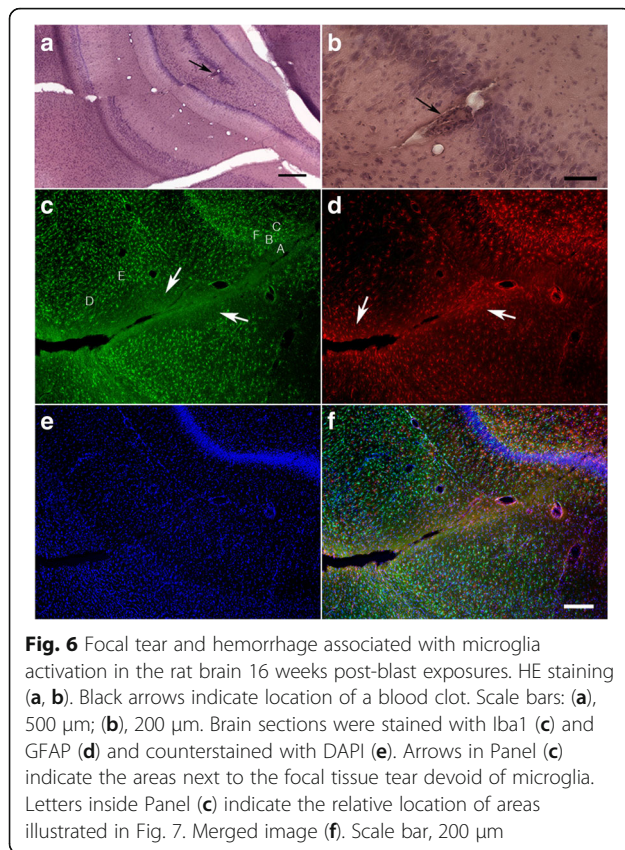 a
b
c
C
F
B
A
E
D
d
e
f
Fig. 6 Focal tear and hemorrhage associated with microglia
activation in the rat brain 16 weeks post-blast exposures. HE staining
(a, b). Black arrows indicate location of a blood clot. Scale bars: (a),
500 μm; (b), 200 μm. Brain sections were stained with Iba1 (c) and
GFAP (d) and counterstained with DAPI (e). Arrows in Panel (c)
indicate the areas next to the focal tissue tear devoid of microglia.
Letters inside Panel (c) indicate the relative location of areas
illustrated in Fig. 7. Merged image (f). Scale bar, 200 μm